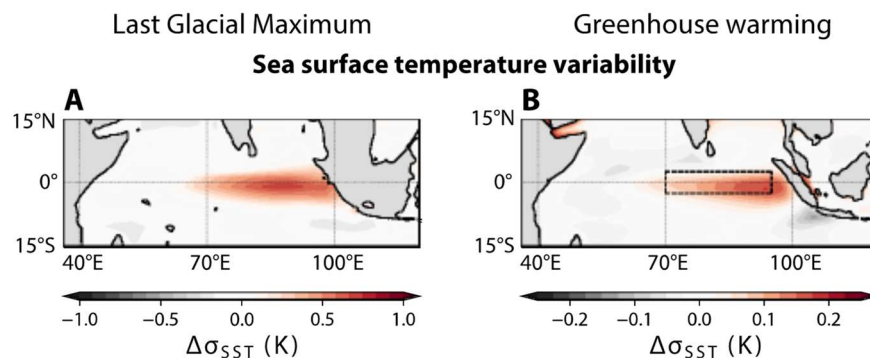 Last Glacial Maximum
Greenhouse warming
Sea surface temperature variability
A
B
15°N
0°
15°S
40°E 70°E 100°E
15°N
0°
15°S
40°E 70°E 100°E
−1.0 −0.5 0.0 0.5 1.0
ΔσSST (K)
−0.2 −0.1 0.0 0.1 0.2
ΔσSST (K)